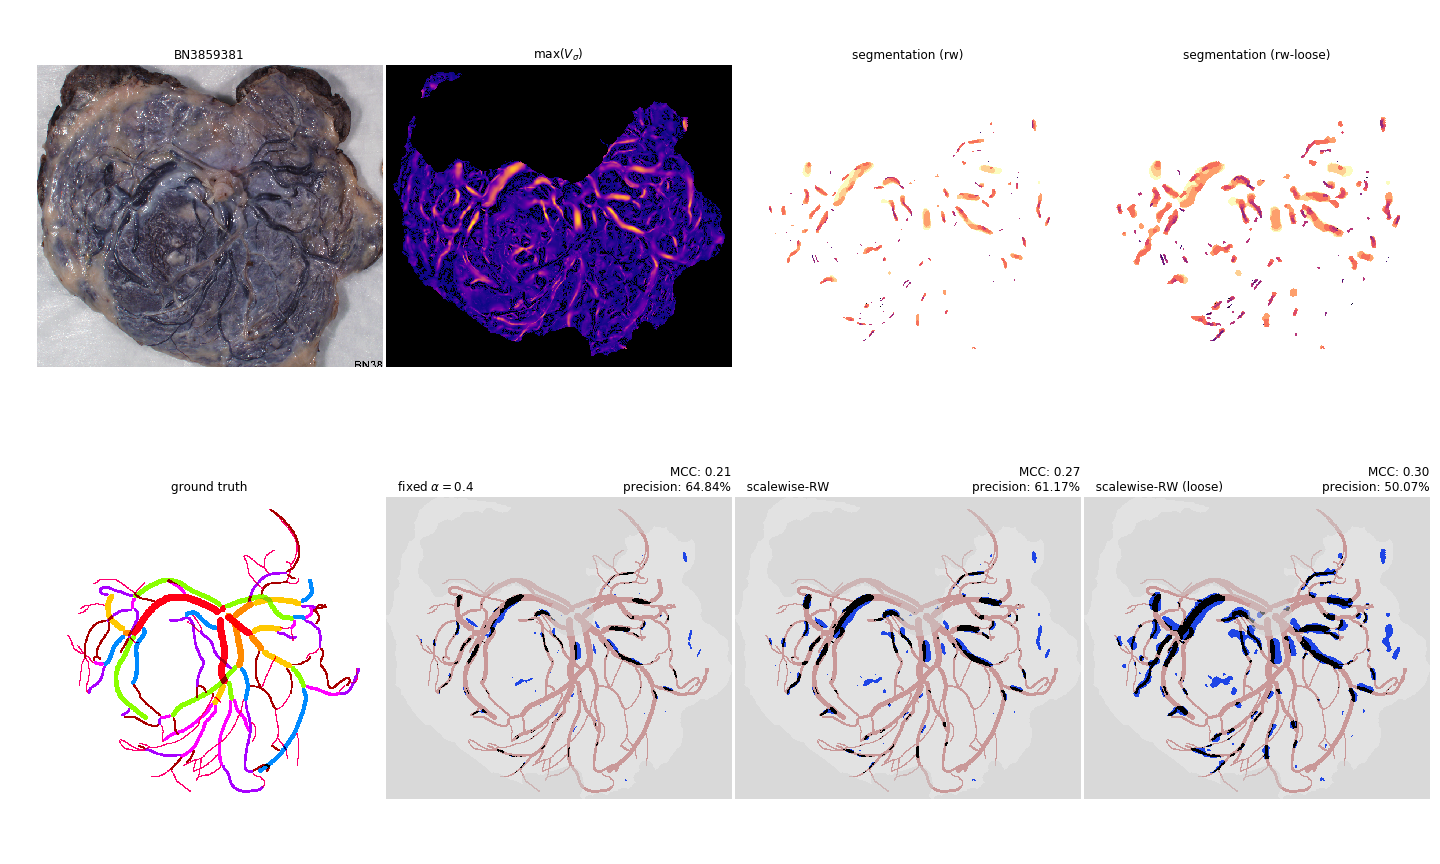 BN3859381
max(Vσ)
segmentation (rw)
segmentation (rw-loose)
BN38
ground truth
fixed α = 0.4
MCC: 0.21
precision: 64.84%
scalewise-RW
MCC: 0.27
precision: 61.17%
scalewise-RW (loose)
MCC: 0.30
precision: 50.07%